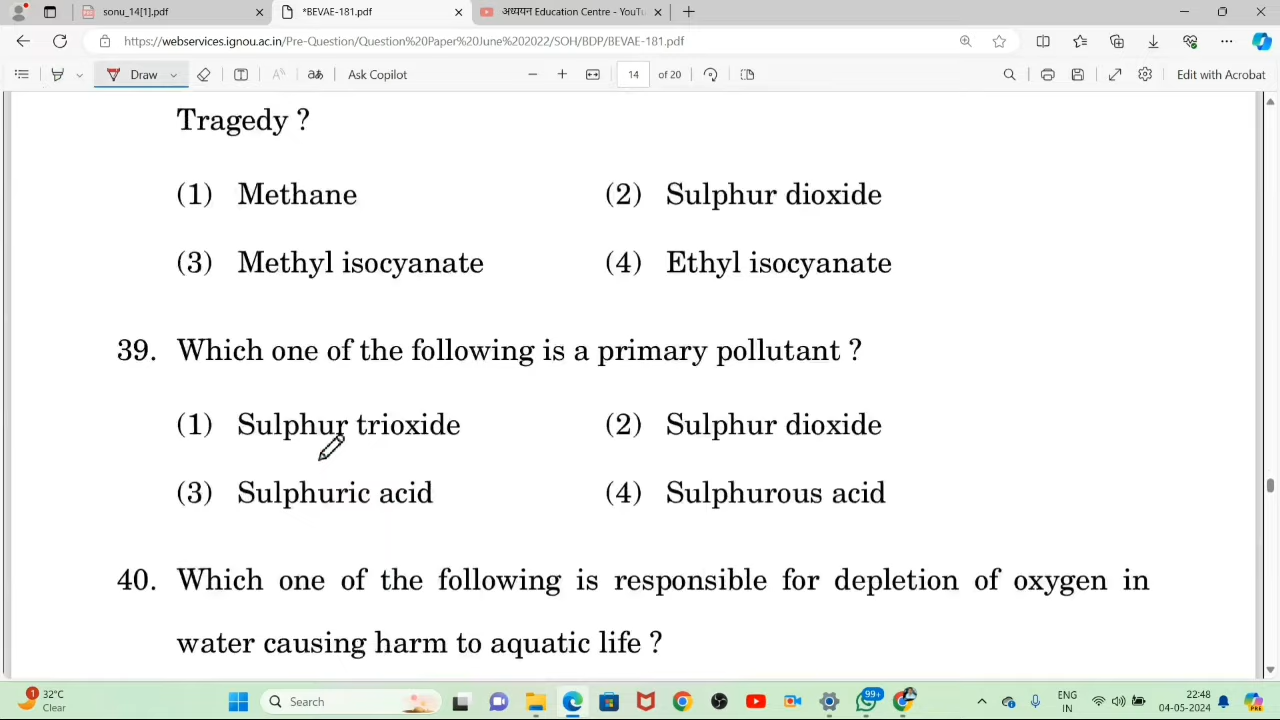 sonu_14[1].pdf
*BEVAE-181.pdf
अध्ययन Education Centre - YouTu
https://webservices.ignou.ac.in/Pre-Question/Question%20Paper%20June%202022/SOH/BDP/BEVAE-181.pdf
Draw
Ask Copilot
14 of 20
Edit with Acrobat
Tragedy ?
(1) Methane (2) Sulphur dioxide
(3) Methyl isocyanate (4) Ethyl isocyanate
39. Which one of the following is a primary pollutant ?
(1) Sulphur trioxide (2) Sulphur dioxide
(3) Sulphuric acid (4) Sulphurous acid
40. Which one of the following is responsible for depletion of oxygen in
water causing harm to aquatic life ?
1
32°C
Clear
Search
99+
ENG
IN
22:48
04-05-2024